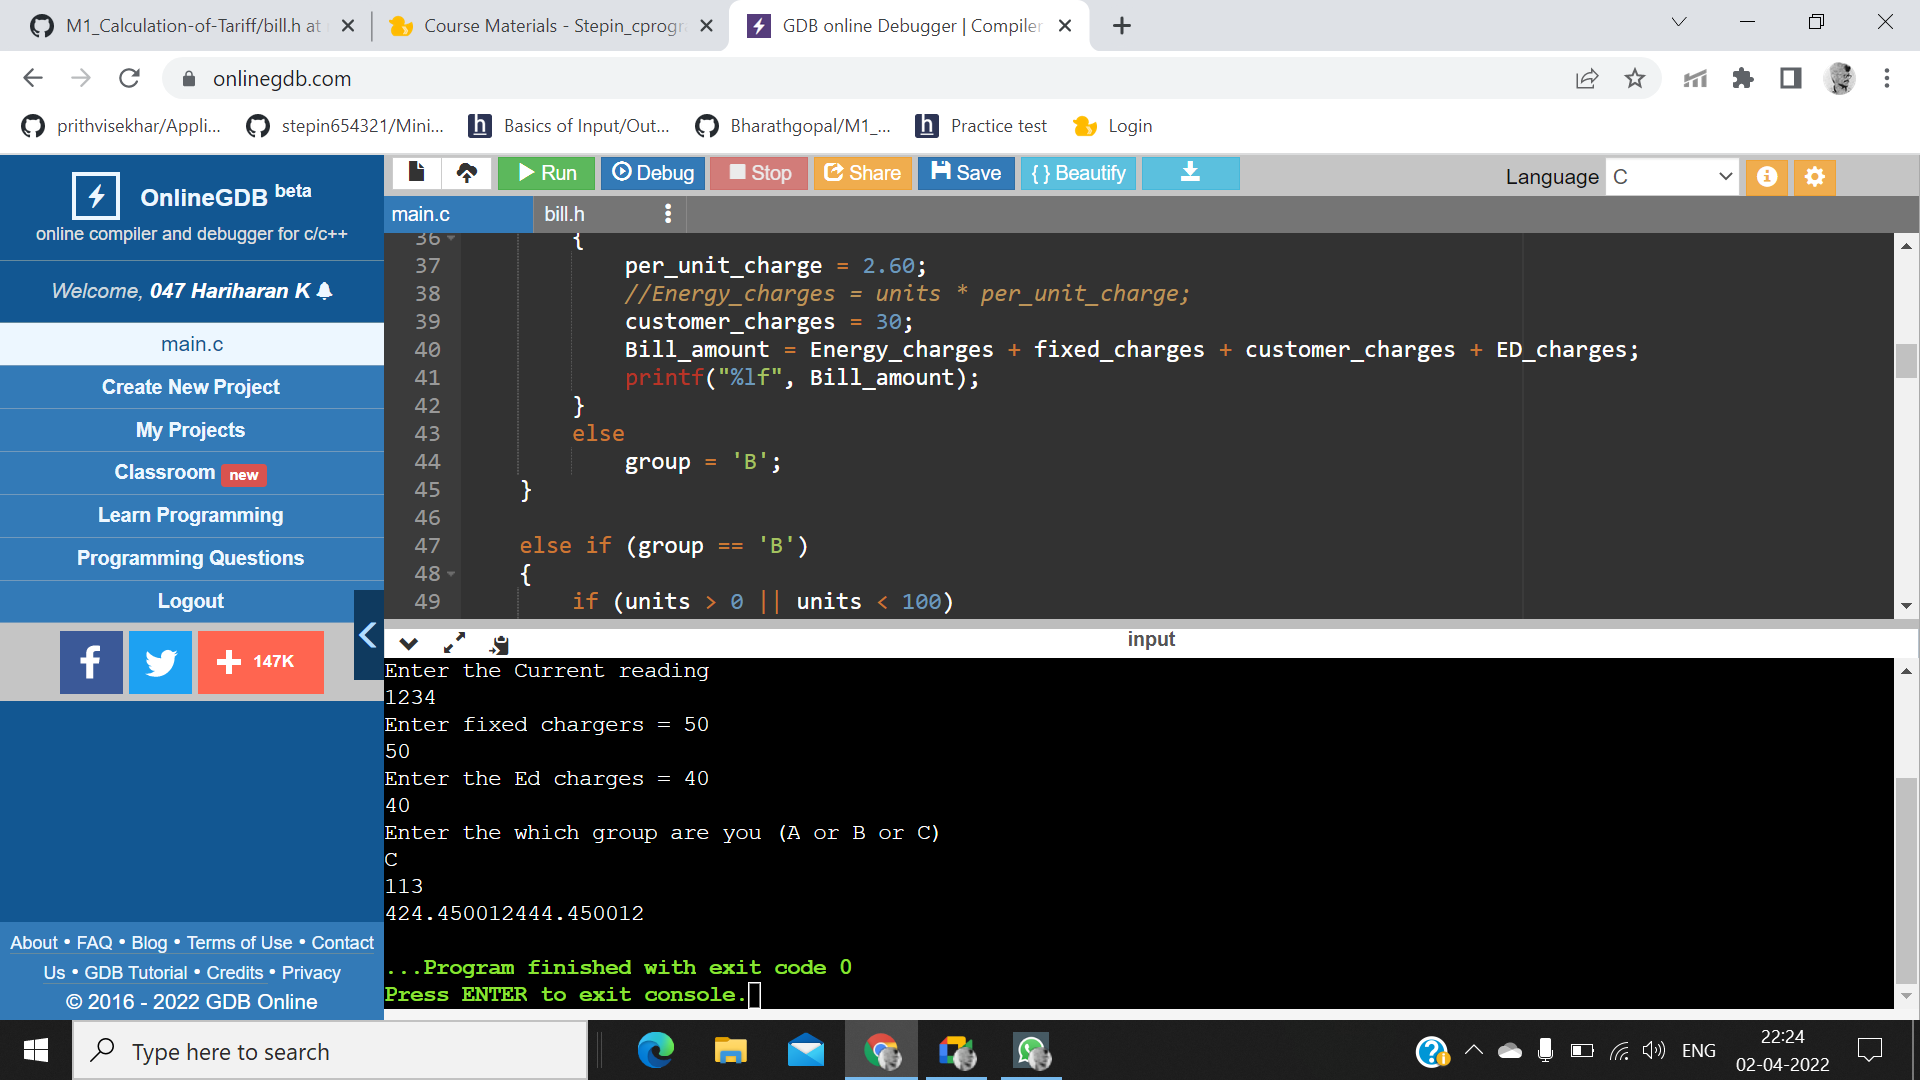 M1_Calculation-of-Tariff/bill.h at
Course Materials - Stepin_cprogra
GDB online Debugger | Compiler
onlinegdb.com
prithvisekhar/Appli...
stepin654321/Mini...
Basics of Input/Out...
Bharathgopal/M1_...
Practice test
Login
OnlineGDB beta
online compiler and debugger for c/c++
Welcome, 047 Hariharan K
main.c
Create New Project
My Projects
Classroom new
Learn Programming
Programming Questions
Logout
147K
About • FAQ • Blog • Terms of Use • Contact
Us • GDB Tutorial • Credits • Privacy
© 2016 - 2022 GDB Online
Run Debug Stop Share Save {} Beautify
Language C
main.c bill.h
36 {
37 per_unit_charge = 2.60;
38 //Energy_charges = units * per_unit_charge;
39 customer_charges = 30;
40 Bill_amount = Energy_charges + fixed_charges + customer_charges + ED_charges;
41 printf("%lf", Bill_amount);
42 }
43 else
44 group = 'B';
45 }
46
47 else if (group == 'B')
48 {
49 if (units > 0 || units < 100)
input
Enter the Current reading
1234
Enter fixed chargers = 50
50
Enter the Ed charges = 40
40
Enter the which group are you (A or B or C)
C
113
424.450012444.450012
...Program finished with exit code 0
Press ENTER to exit console.
Type here to search
ENG
22:24
02-04-2022